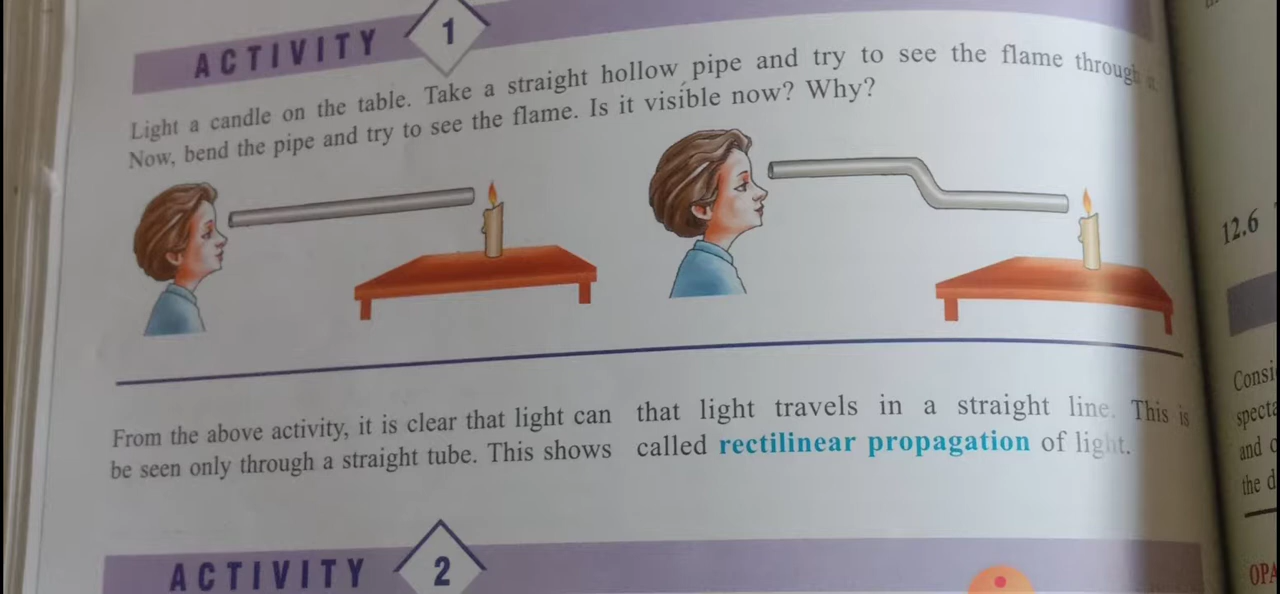 ACTIVITY 1
Light a candle on the table. Take a straight hollow pipe and try to see the flame through
Now, bend the pipe and try to see the flame. Is it visible now? Why?
From the above activity, it is clear that light can
be seen only through a straight tube. This shows
that light travels in a straight line. This is
called rectilinear propagation of light.
ACTIVITY 2
12.6
Consi
specta
and
the d
OPA